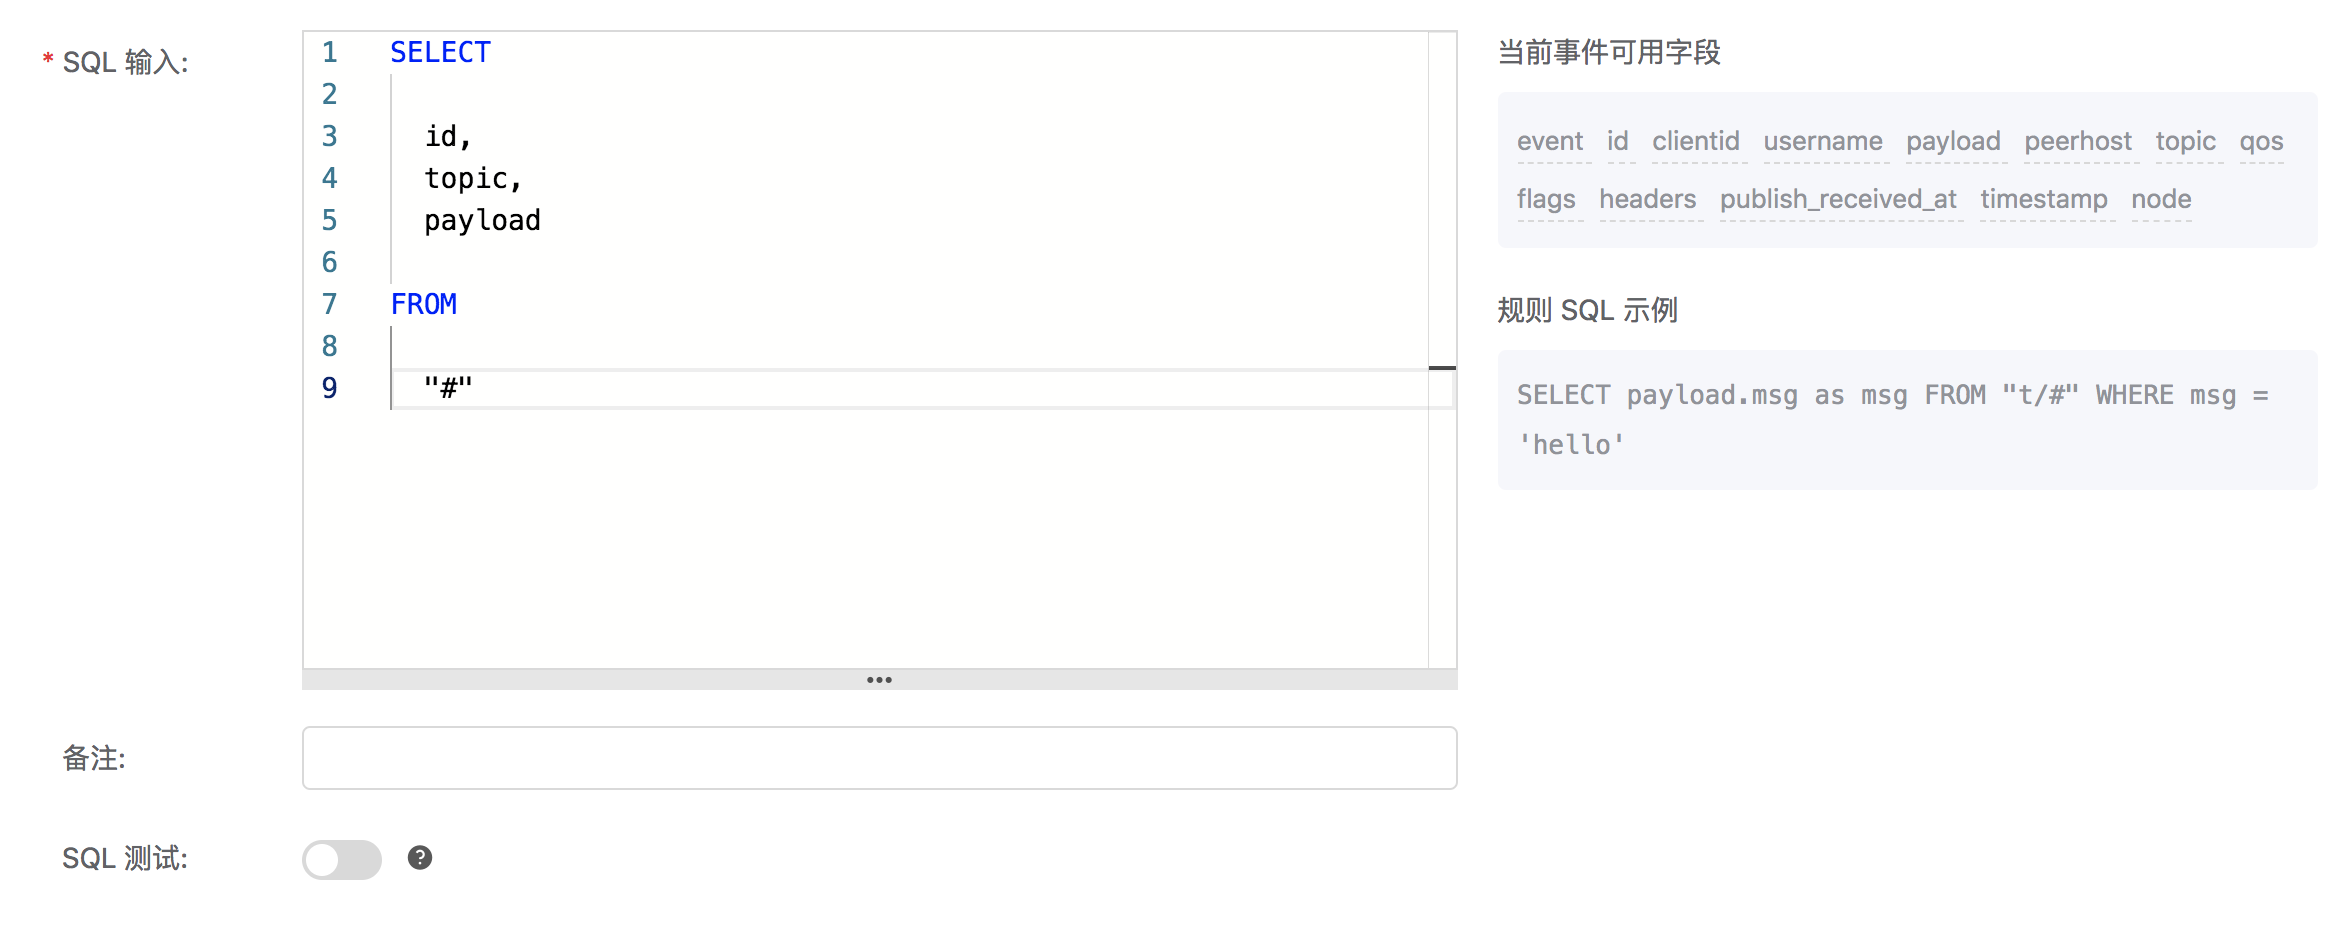 * SQL 输入:
1 SELECT
2
3 id,
4 topic,
5 payload
6
7 FROM
8
9 "#"
当前事件可用字段
event id clientid username payload peerhost topic qos
flags headers publish_received_at timestamp node
规则 SQL 示例
SELECT payload.msg as msg FROM "t/#" WHERE msg =
'hello'
备注:
SQL 测试: